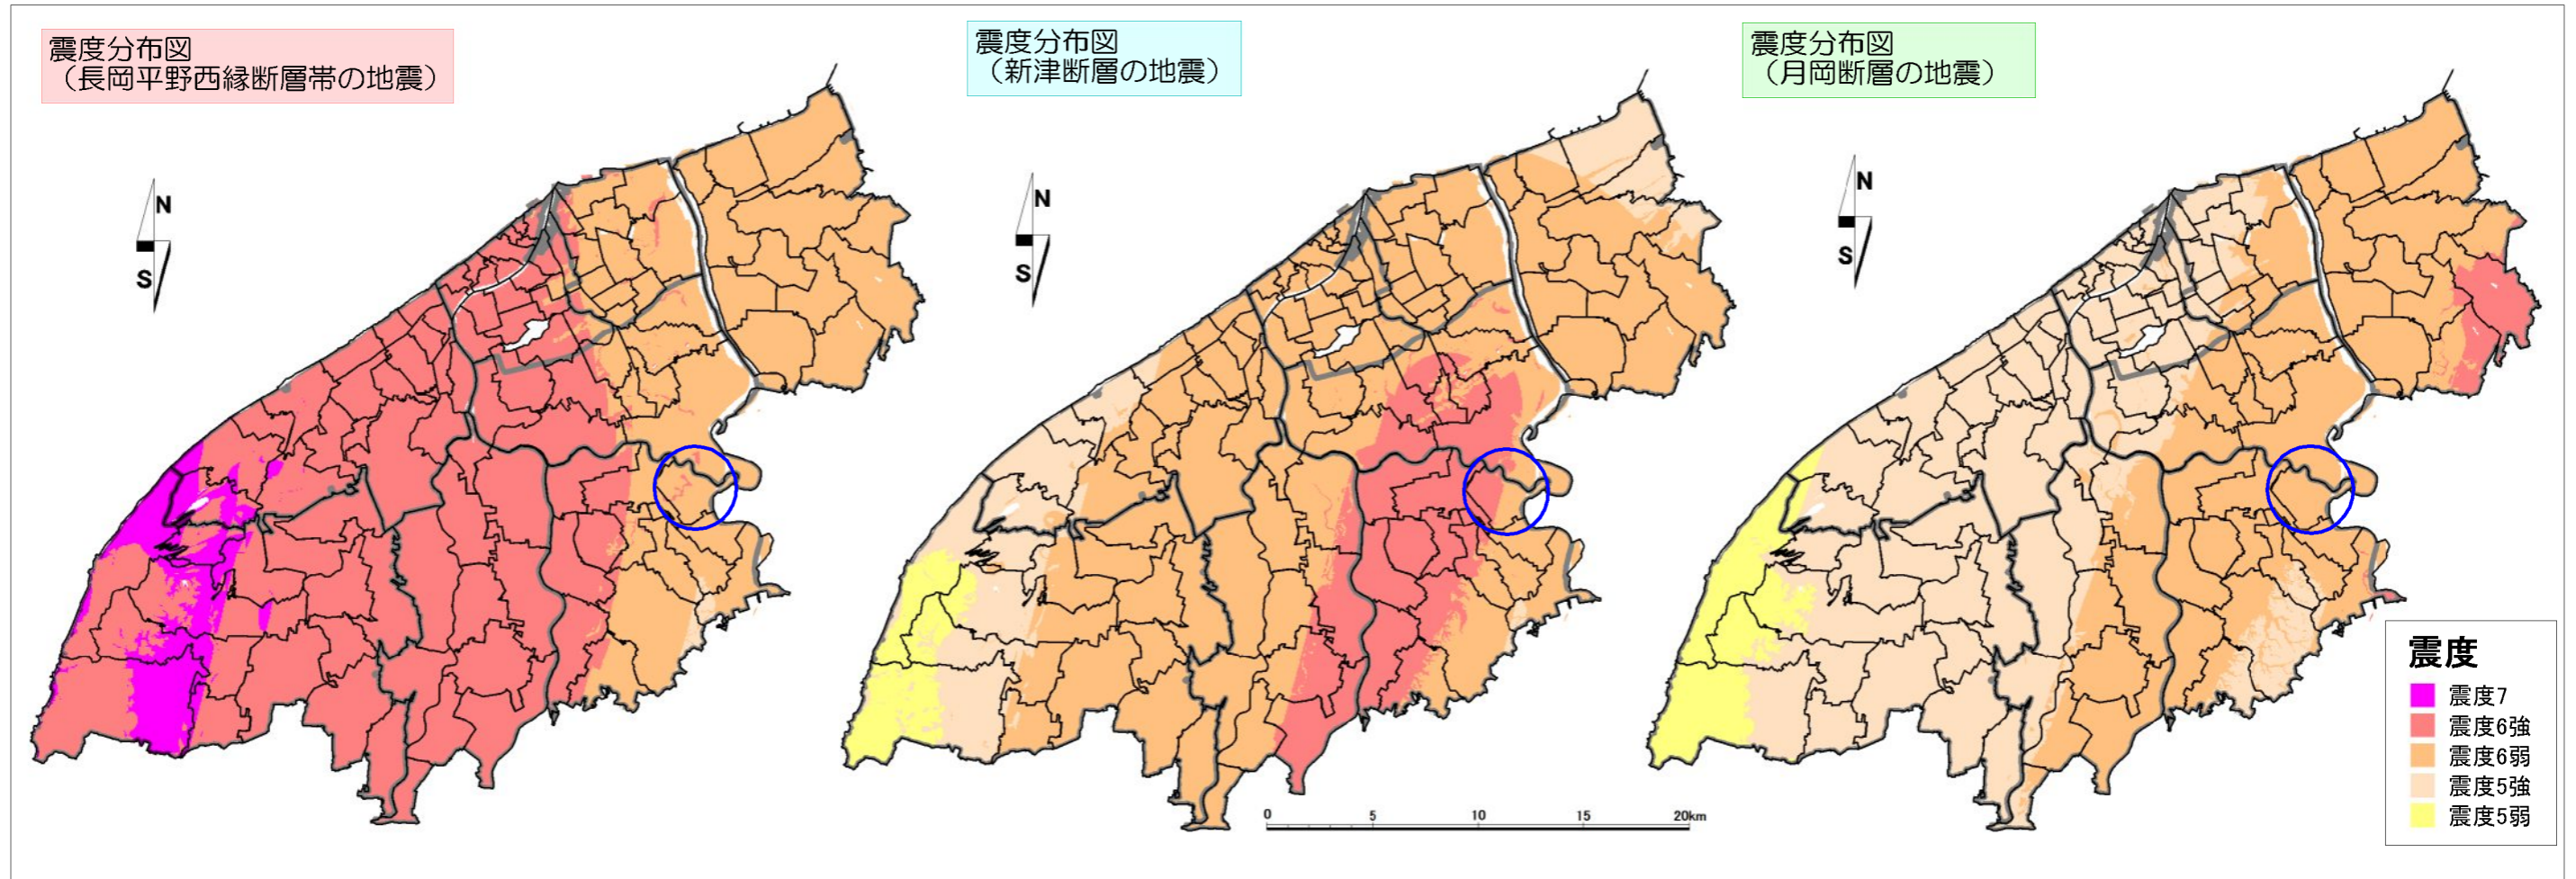 震度分布図
（長岡平野西縁断層帯の地震）
震度分布図
（新津断層の地震）
震度分布図
（月岡断層の地震）
N
S
N
S
N
S
0 5 10 15 20km
震度
震度7
震度6強
震度6弱
震度5強
震度5弱